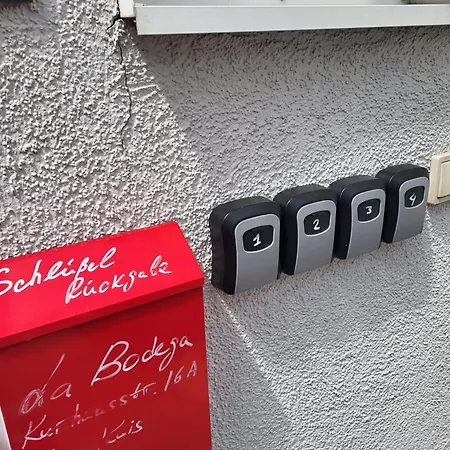 Schlüßel
Rückgabe
La Bodega
Kurhausstr. 16A
1
2
3
4